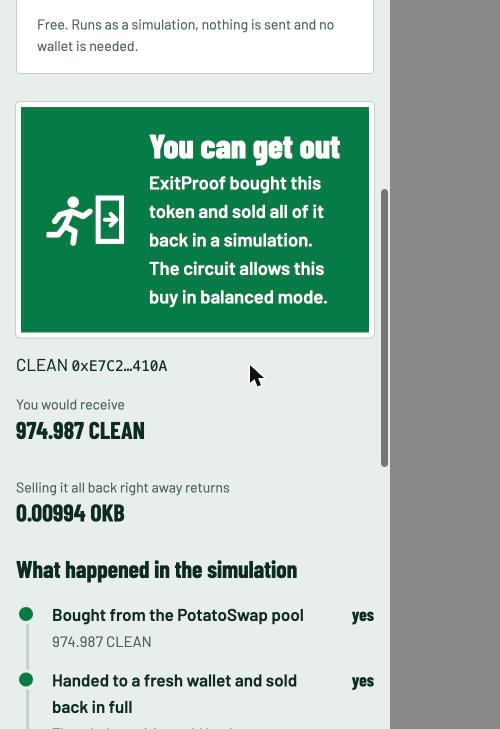 Free. Runs as a simulation, nothing is sent and no
wallet is needed.
You can get out
ExitProof bought this
token and sold all of it
back in a simulation.
The circuit allows this
buy in balanced mode.
CLEAN 0xE7C2…410A
You would receive
974.987 CLEAN
Selling it all back right away returns
0.00994 OKB
What happened in the simulation
Bought from the PotatoSwap pool yes
974.987 CLEAN
Handed to a fresh wallet and sold yes
back in full